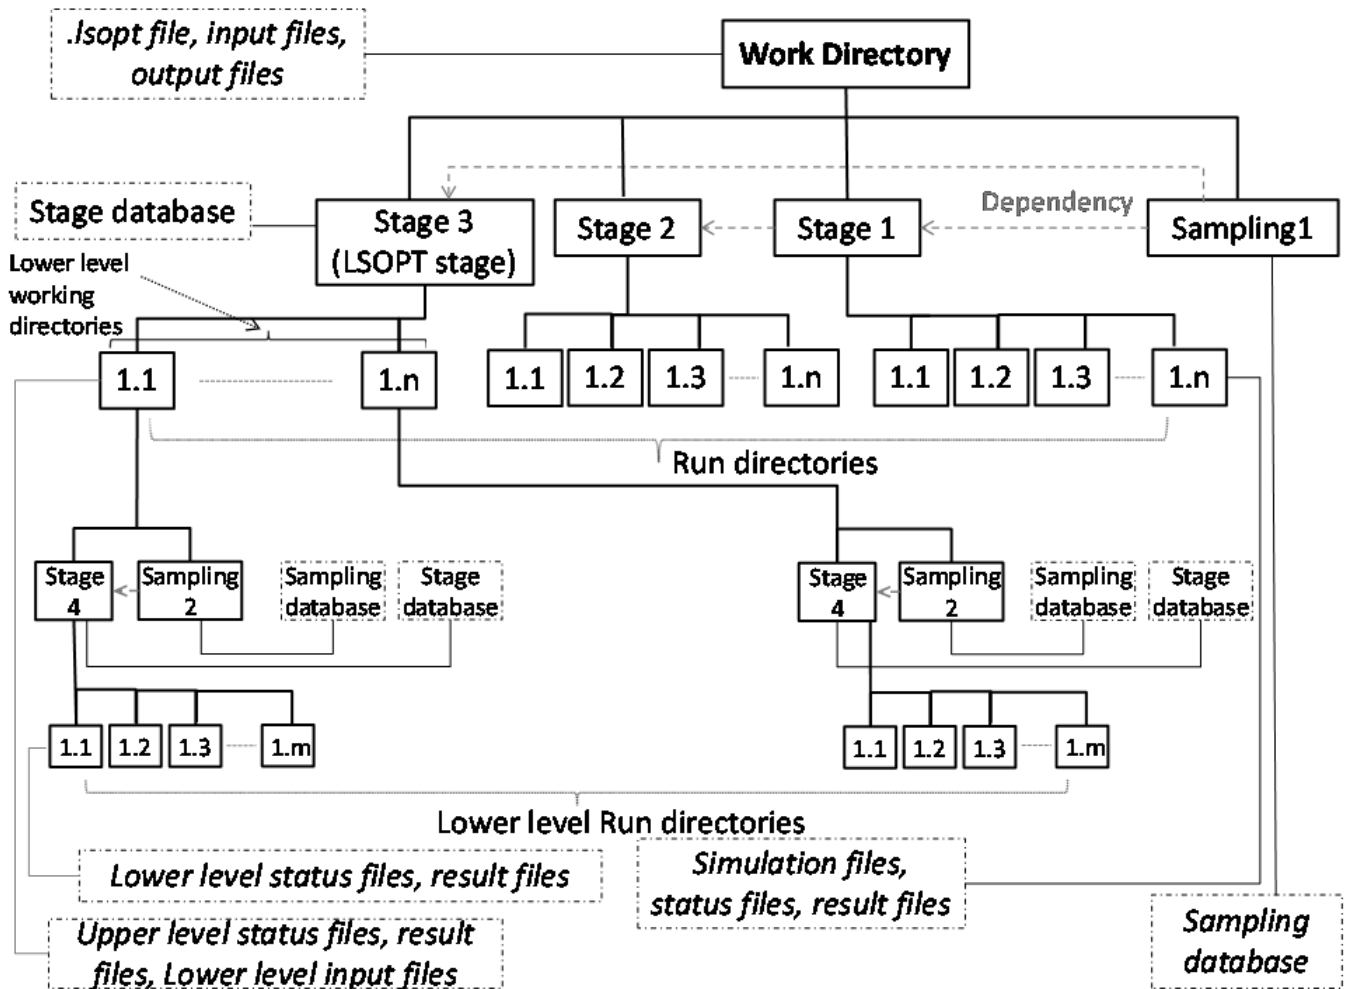 .lsopt file, input files,
output files
Work Directory
Stage database
Stage 3
(LSOPT stage)
Stage 2
Stage 1
Dependency
Sampling1
Lower level
working
directories
1.1
1.n
1.1
1.2
1.3
1.n
1.1
1.2
1.3
1.n
Run directories
Stage
4
Sampling
2
Sampling
database
Stage
database
Stage
4
Sampling
2
Sampling
database
Stage
database
1.1
1.2
1.3
1.m
1.1
1.2
1.3
1.m
Lower level Run directories
Lower level status files, result files
Simulation files,
status files, result files
Upper level status files, result
files, Lower level input files
Sampling
database